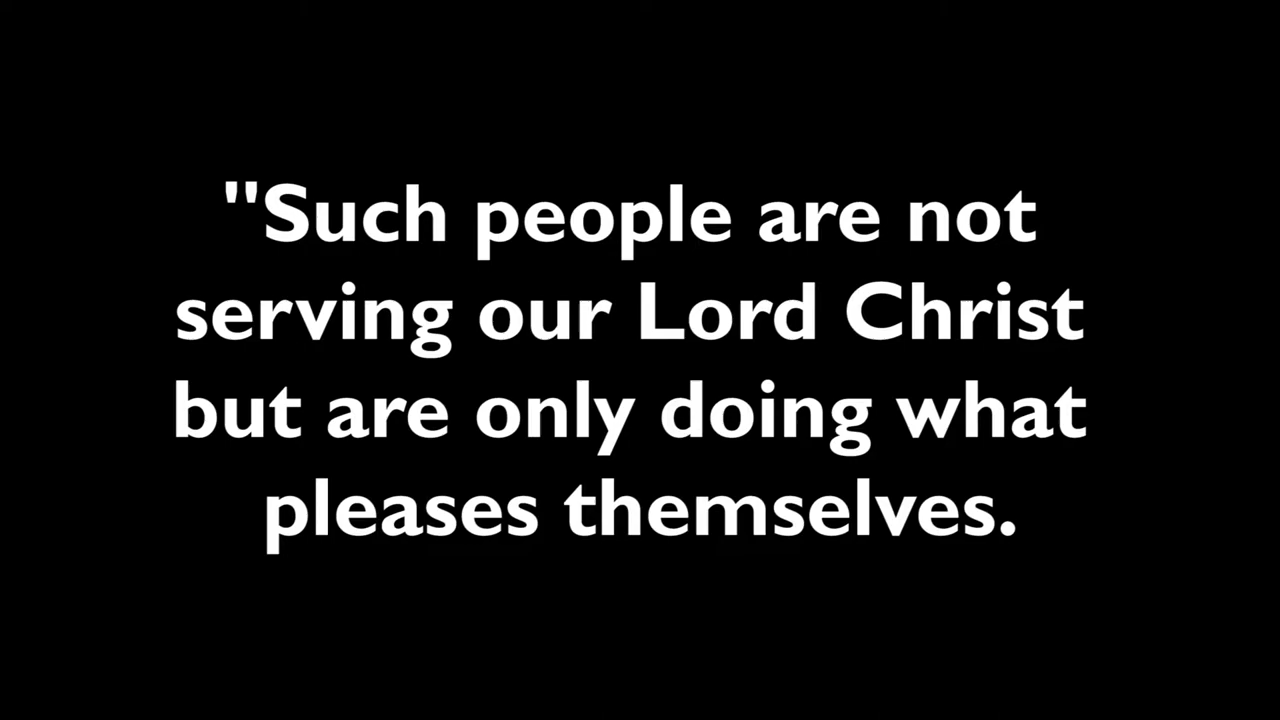 "Such people are not
serving our Lord Christ
but are only doing what
pleases themselves.